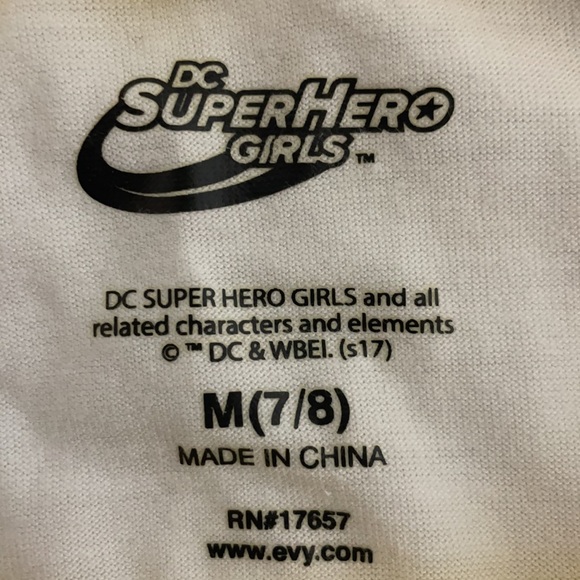 DC
SUPERHERO
GIRLS™
DC SUPER HERO GIRLS and all
related characters and elements
© ™ DC & WBEI. (s17)
M(7/8)
MADE IN CHINA
RN#17657
www.evy.com